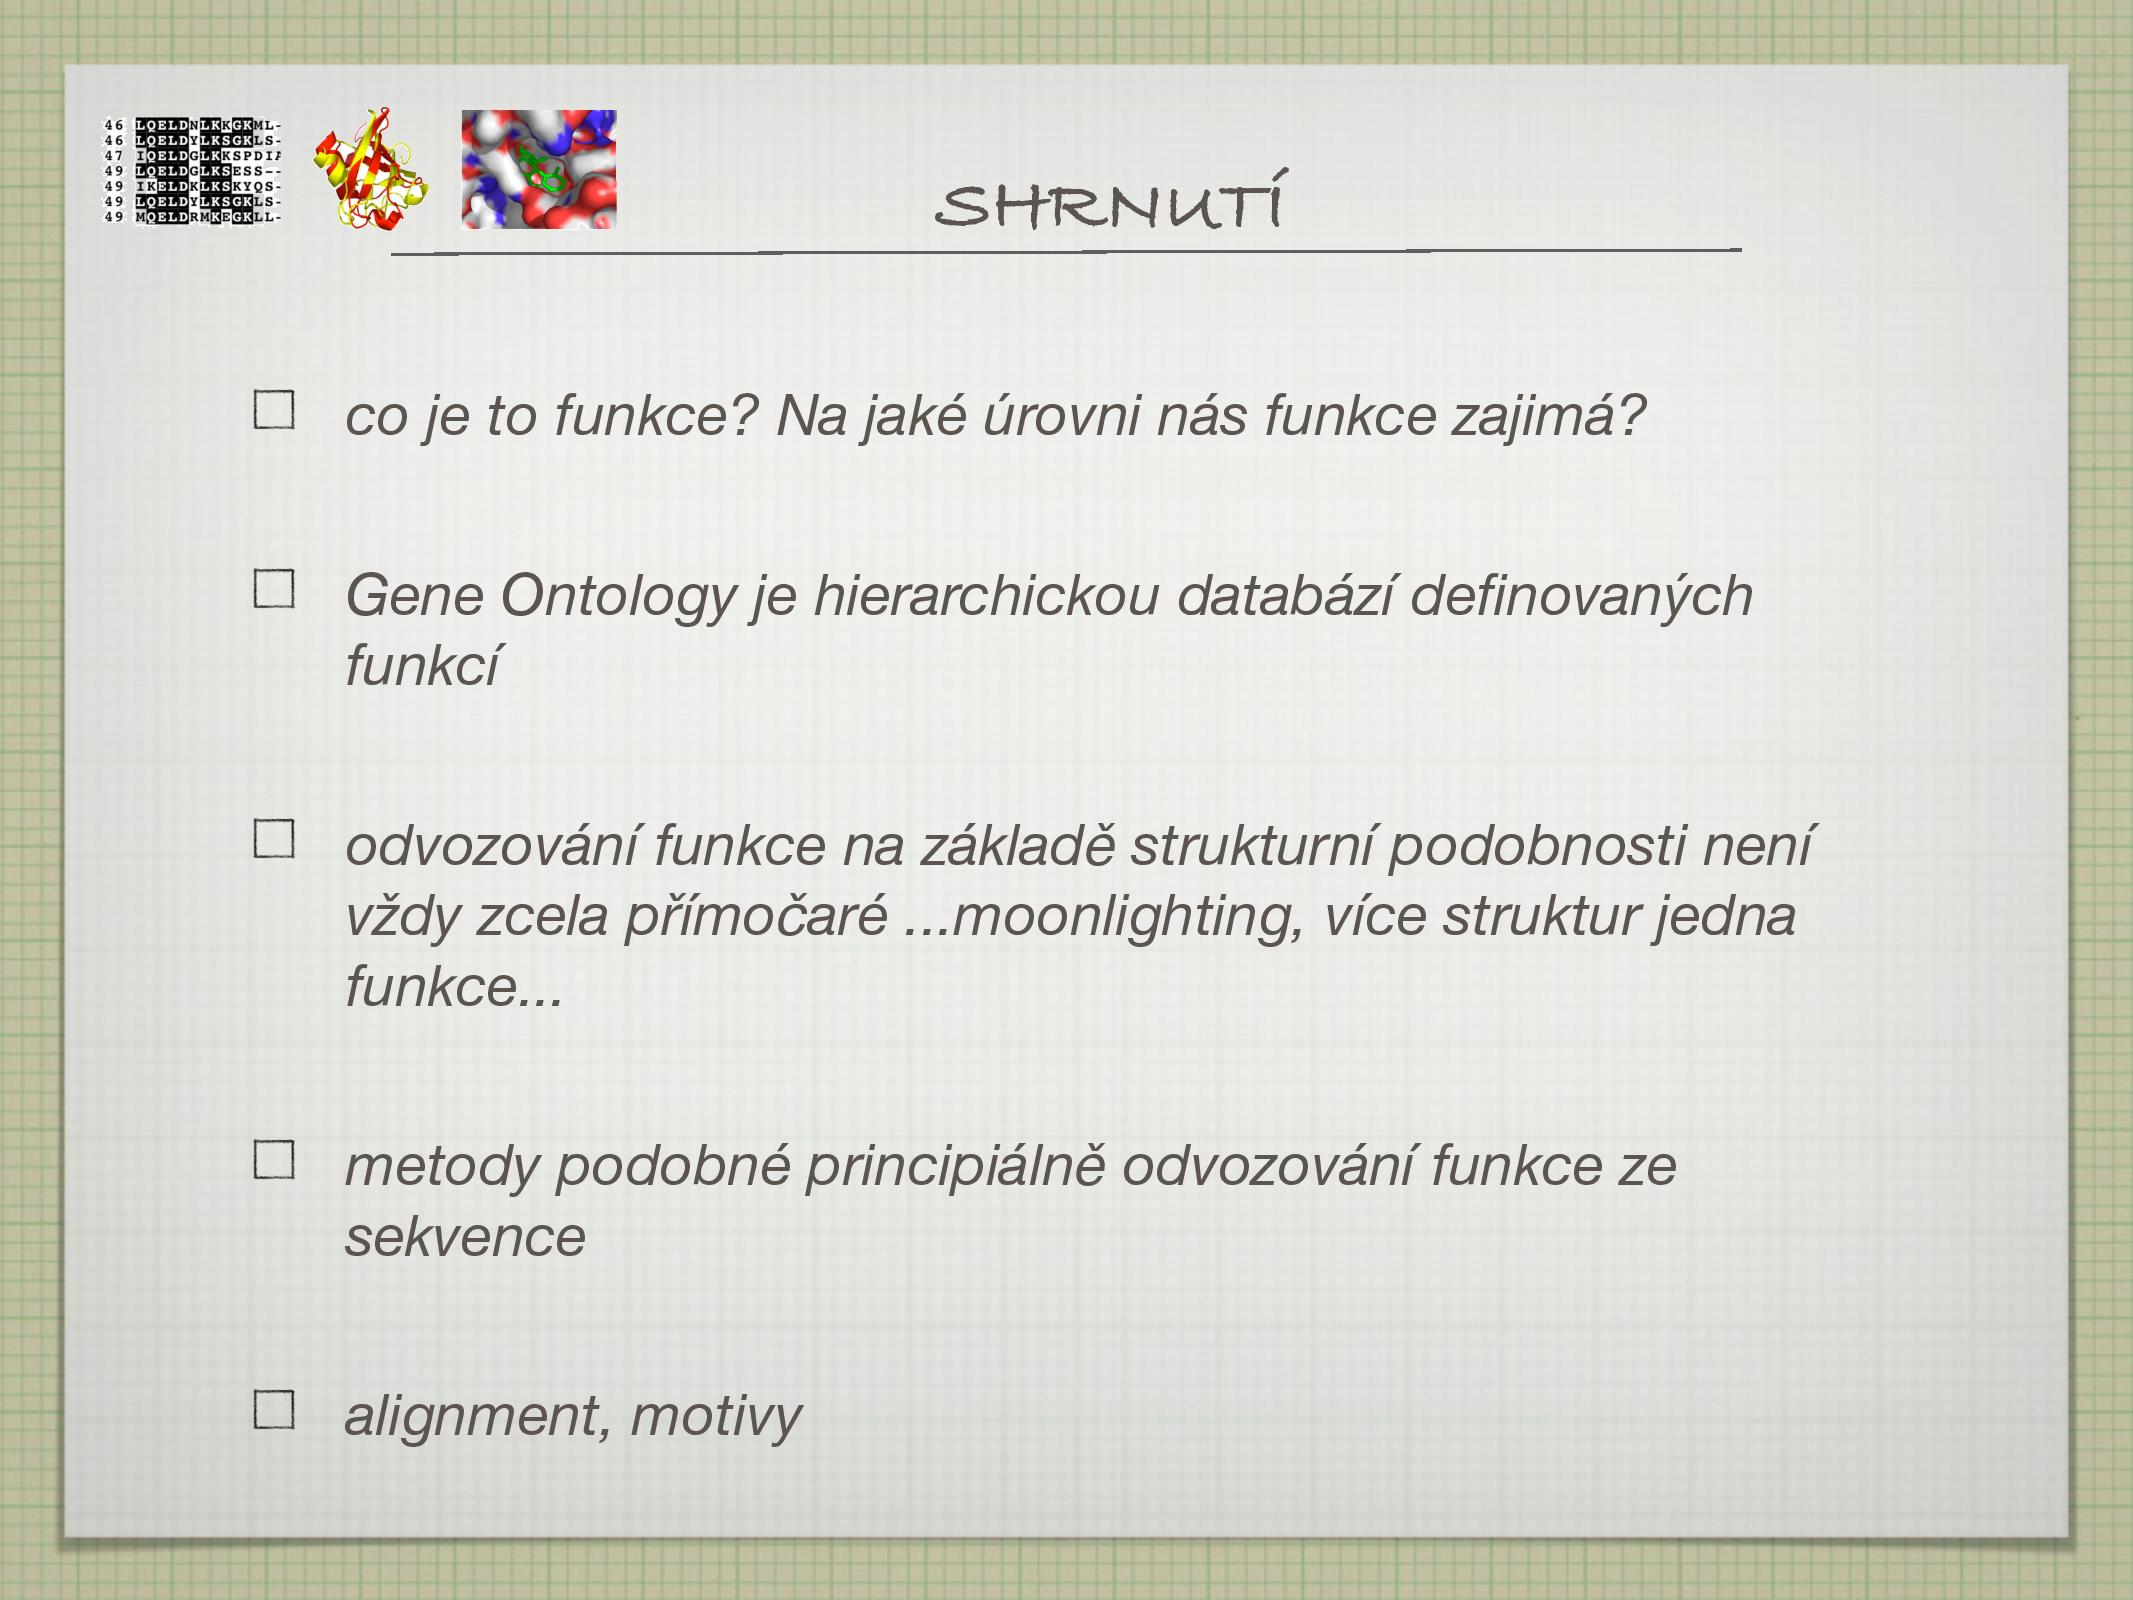 46 LQELDNLKKGKML-
46 LQELDYLKSGKLS-
47 IQELDGLKKSPDIA
49 LQELDGLKSESS--
49 IKELDKLKSKYQS-
49 LQELDYLKSGKLS-
49 MQELDRMKEGKLL-
SHRNUTÍ
co je to funkce? Na jaké úrovni nás funkce zajimá?
Gene Ontology je hierarchickou databází definovaných
funkcí
odvozování funkce na základě strukturní podobnosti není
vždy zcela přímočaré ...moonlighting, více struktur jedna
funkce...
metody podobné principiálně odvozování funkce ze
sekvence
alignment, motivy